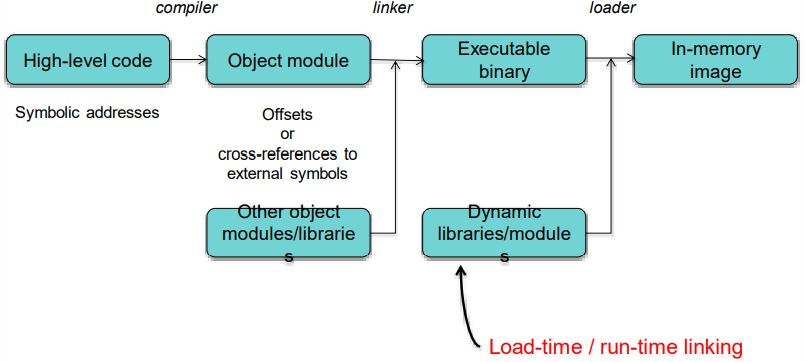 compiler
linker
loader
High-level code
Object module
Executable
binary
In-memory
image
Symbolic addresses
Offsets
or
cross-references to
external symbols
Other object
modules/librarie
s
Dynamic
libraries/module
s
Load-time / run-time linking